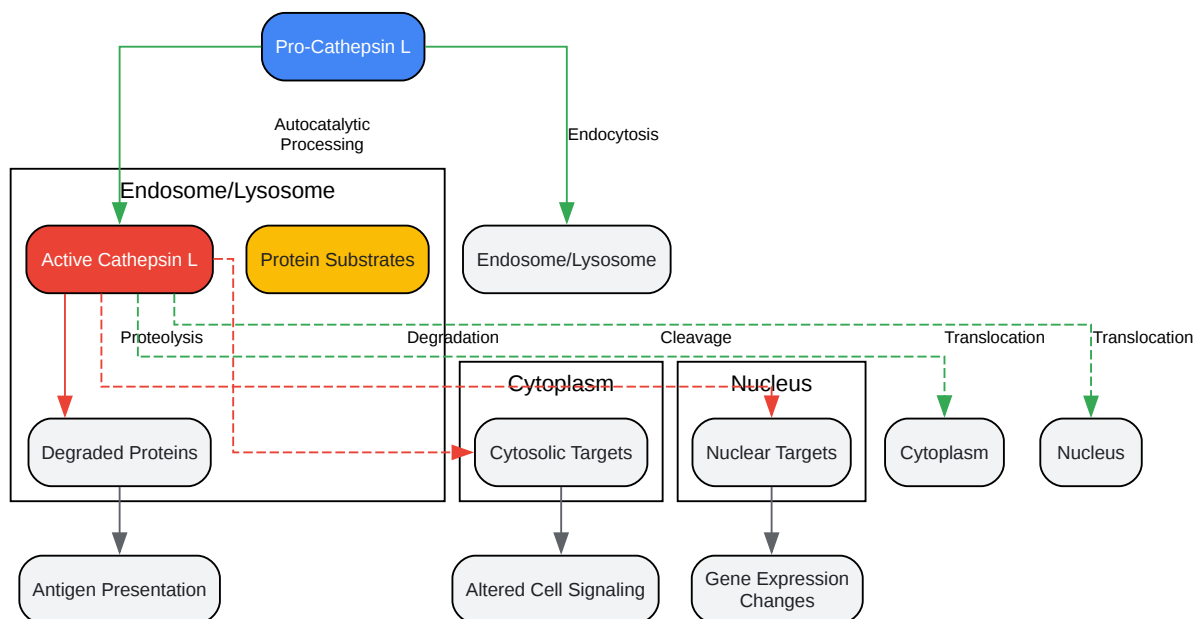 Pro-Cathepsin L
Autocatalytic
Processing
Endocytosis
Endosome/Lysosome
Active Cathepsin L
Protein Substrates
Endosome/Lysosome
Proteolysis
Degradation
Cleavage
Translocation
Translocation
Cytoplasm
Nucleus
Degraded Proteins
Cytosolic Targets
Nuclear Targets
Cytoplasm
Nucleus
Antigen Presentation
Altered Cell Signaling
Gene Expression
Changes